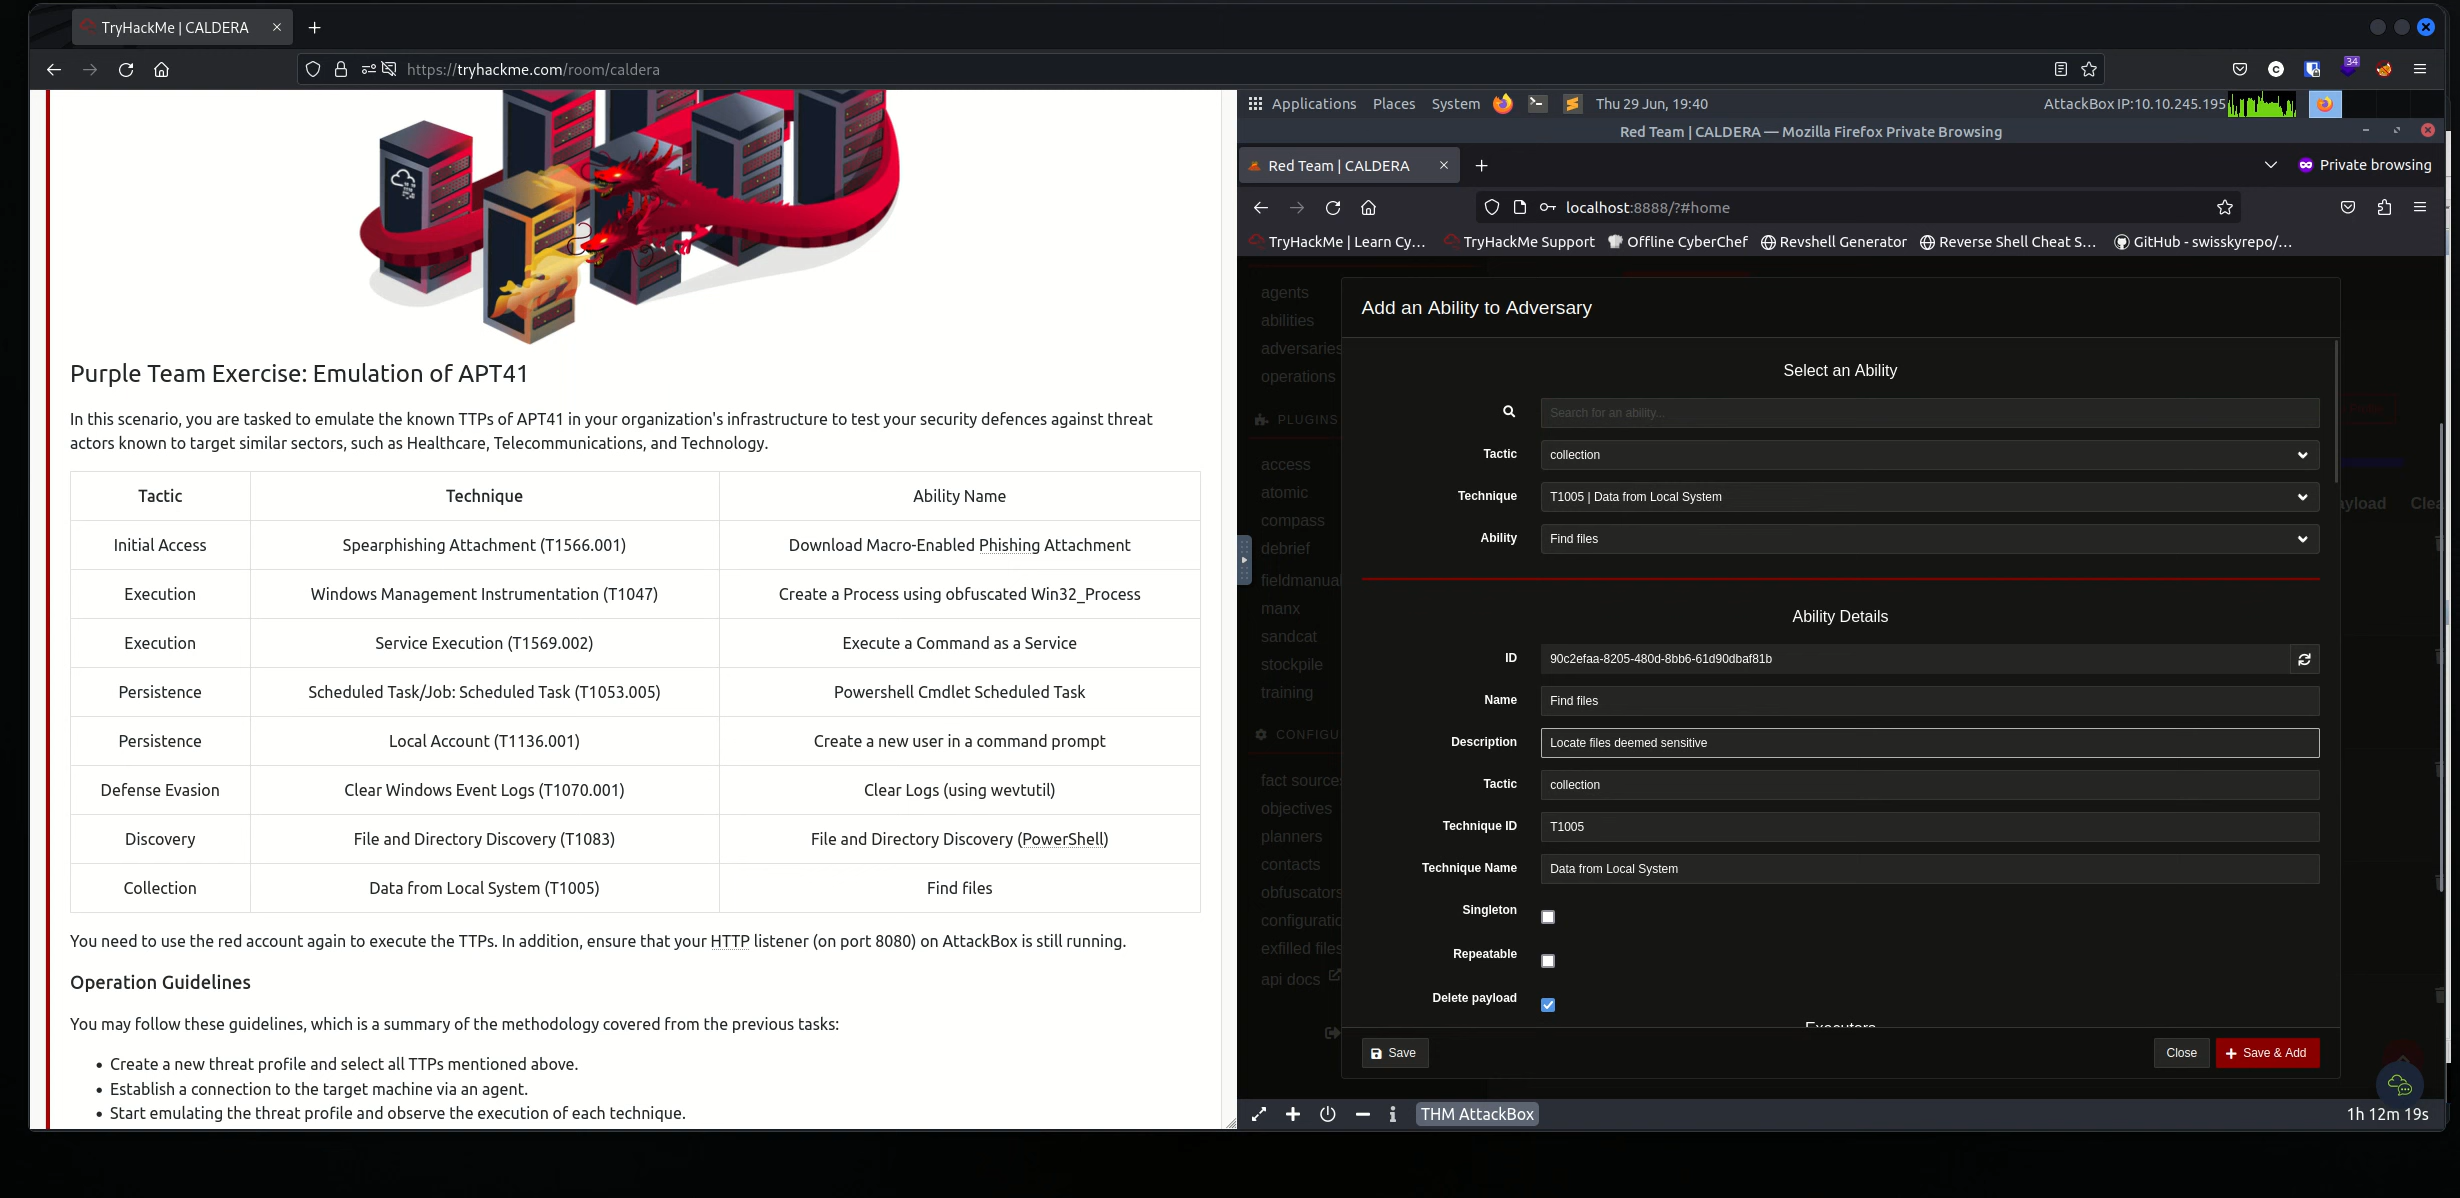 TryHackMe | CALDERA
https://tryhackme.com/room/caldera
34
Purple Team Exercise: Emulation of APT41
In this scenario, you are tasked to emulate the known TTPs of APT41 in your organization's infrastructure to test your security defences against threat
actors known to target similar sectors, such as Healthcare, Telecommunications, and Technology.
Tactic Technique Ability Name
Initial Access Spearphishing Attachment (T1566.001) Download Macro-Enabled Phishing Attachment
Execution Windows Management Instrumentation (T1047) Create a Process using obfuscated Win32_Process
Execution Service Execution (T1569.002) Execute a Command as a Service
Persistence Scheduled Task/Job: Scheduled Task (T1053.005) Powershell Cmdlet Scheduled Task
Persistence Local Account (T1136.001) Create a new user in a command prompt
Defense Evasion Clear Windows Event Logs (T1070.001) Clear Logs (using wevtutil)
Discovery File and Directory Discovery (T1083) File and Directory Discovery (PowerShell)
Collection Data from Local System (T1005) Find files
You need to use the red account again to execute the TTPs. In addition, ensure that your HTTP listener (on port 8080) on AttackBox is still running.
Operation Guidelines
You may follow these guidelines, which is a summary of the methodology covered from the previous tasks:
• Create a new threat profile and select all TTPs mentioned above.
• Establish a connection to the target machine via an agent.
• Start emulating the threat profile and observe the execution of each technique.
Applications Places System Thu 29 Jun, 19:40 AttackBox IP:10.10.245.195
Red Team | CALDERA — Mozilla Firefox Private Browsing
Red Team | CALDERA Private browsing
localhost:8888/?#home
TryHackMe | Learn Cy... TryHackMe Support Offline CyberChef Revshell Generator Reverse Shell Cheat S... GitHub - swisskyrepo/...
agents
abilities
adversaries
operations
PLUGINS
access
atomic
compass
debrief
fieldmanual
manx
sandcat
stockpile
training
CONFIGU
fact sources
objectives
planners
contacts
obfuscators
configuratio
exfilled files
api docs
Add an Ability to Adversary
Select an Ability
Search for an ability...
Tactic collection
Technique T1005 | Data from Local System
Ability Find files
Ability Details
ID 90c2efaa-8205-480d-8bb6-61d90dbaf81b
Name Find files
Description Locate files deemed sensitive
Tactic collection
Technique ID T1005
Technique Name Data from Local System
Singleton
Repeatable
Delete payload
Executors
Save Close Save & Add
ayload Clea
THM AttackBox 1h 12m 19s